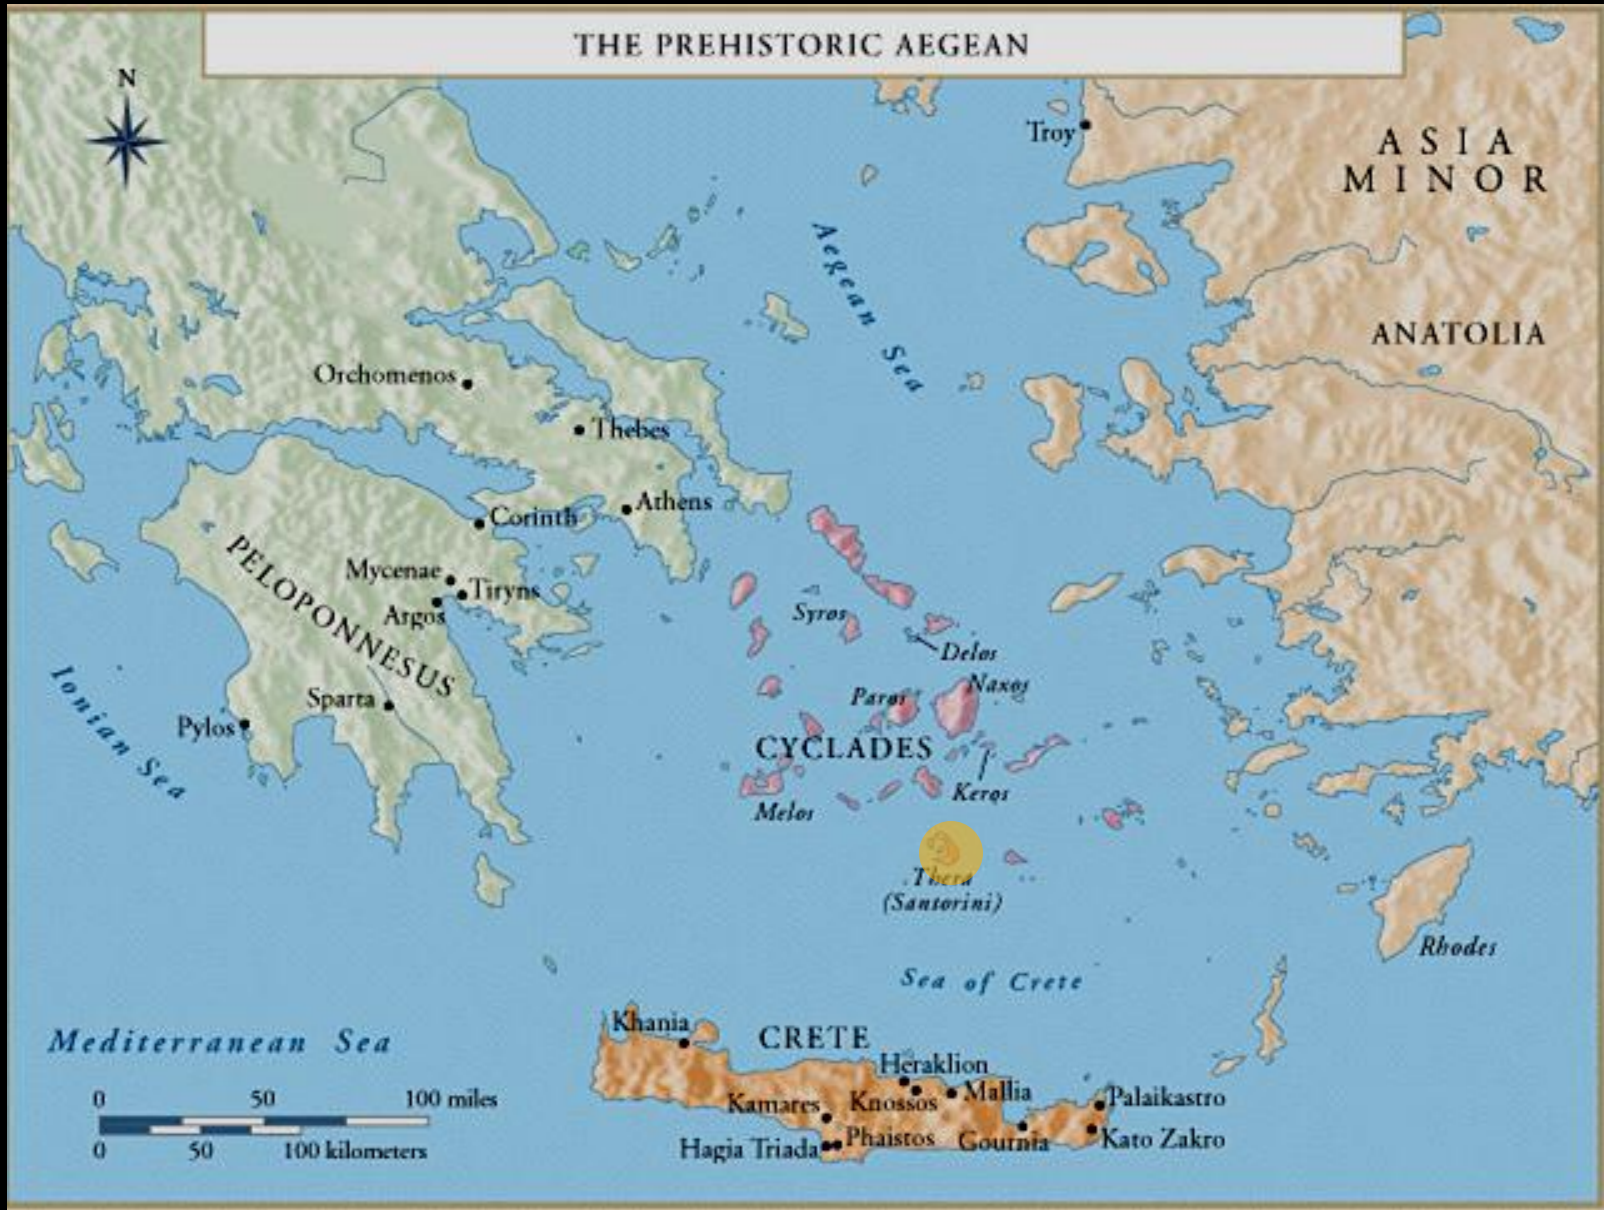 THE PREHISTORIC AEGEAN
N
Troy
ASIA
MINOR
Aegean Sea
ANATOLIA
Orchomenos
Thebes
Athens
Corinth
Mycenae
Tiryns
Argos
PELOPONNESUS
Syros
Delos
Naxos
Paros
Sparta
Pylos
Ionian Sea
CYCLADES
Keros
Melos
Thera
(Santorini)
Rhodes
Sea of Crete
Mediterranean Sea
Khania
CRETE
Heraklion
Mallia
Knossos
Kamares
Palaikastro
Phaistos
Gournia
Kato Zakro
Hagia Triada
0 50 100 miles
0 50 100 kilometers